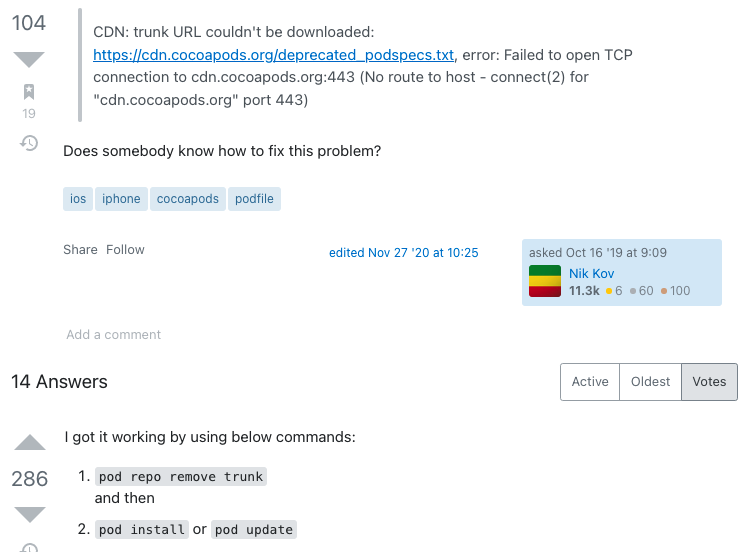 104
CDN: trunk URL couldn't be downloaded:
https://cdn.cocoapods.org/deprecated_podspecs.txt, error: Failed to open TCP
connection to cdn.cocoapods.org:443 (No route to host - connect(2) for
"cdn.cocoapods.org" port 443)
19
Does somebody know how to fix this problem?
ios iphone cocoapods podfile
Share Follow
edited Nov 27 '20 at 10:25
asked Oct 16 '19 at 9:09
Nik Kov
11.3k 6 60 100
Add a comment
14 Answers
Active Oldest Votes
286
I got it working by using below commands:
1. pod repo remove trunk
and then
2. pod install or pod update